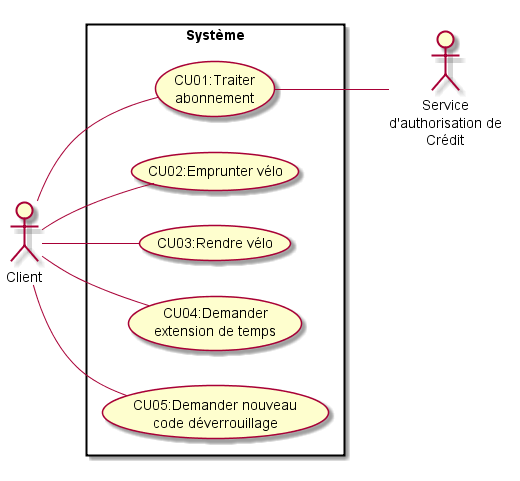 Système
CU01:Traiter
abonnement
Service
d'authorisation de
Crédit
CU02:Emprunter vélo
CU03:Rendre vélo
Client
CU04:Demander
extension de temps
CU05:Demander nouveau
code déverrouillage